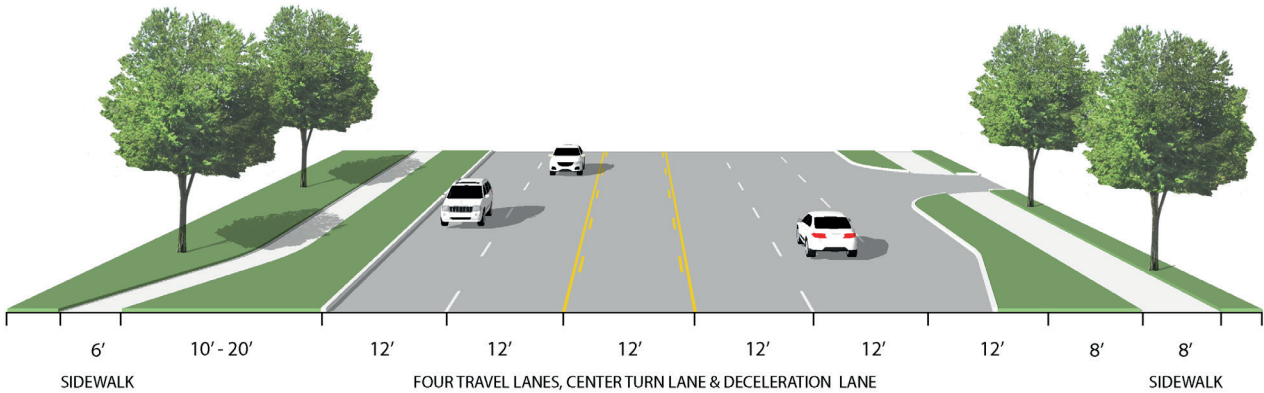 6’ 10’ - 20’ 12’ 12’ 12’ 12’ 12’ 12’ 8’ 8’
SIDEWALK FOUR TRAVEL LANES, CENTER TURN LANE & DECELERATION LANE SIDEWALK